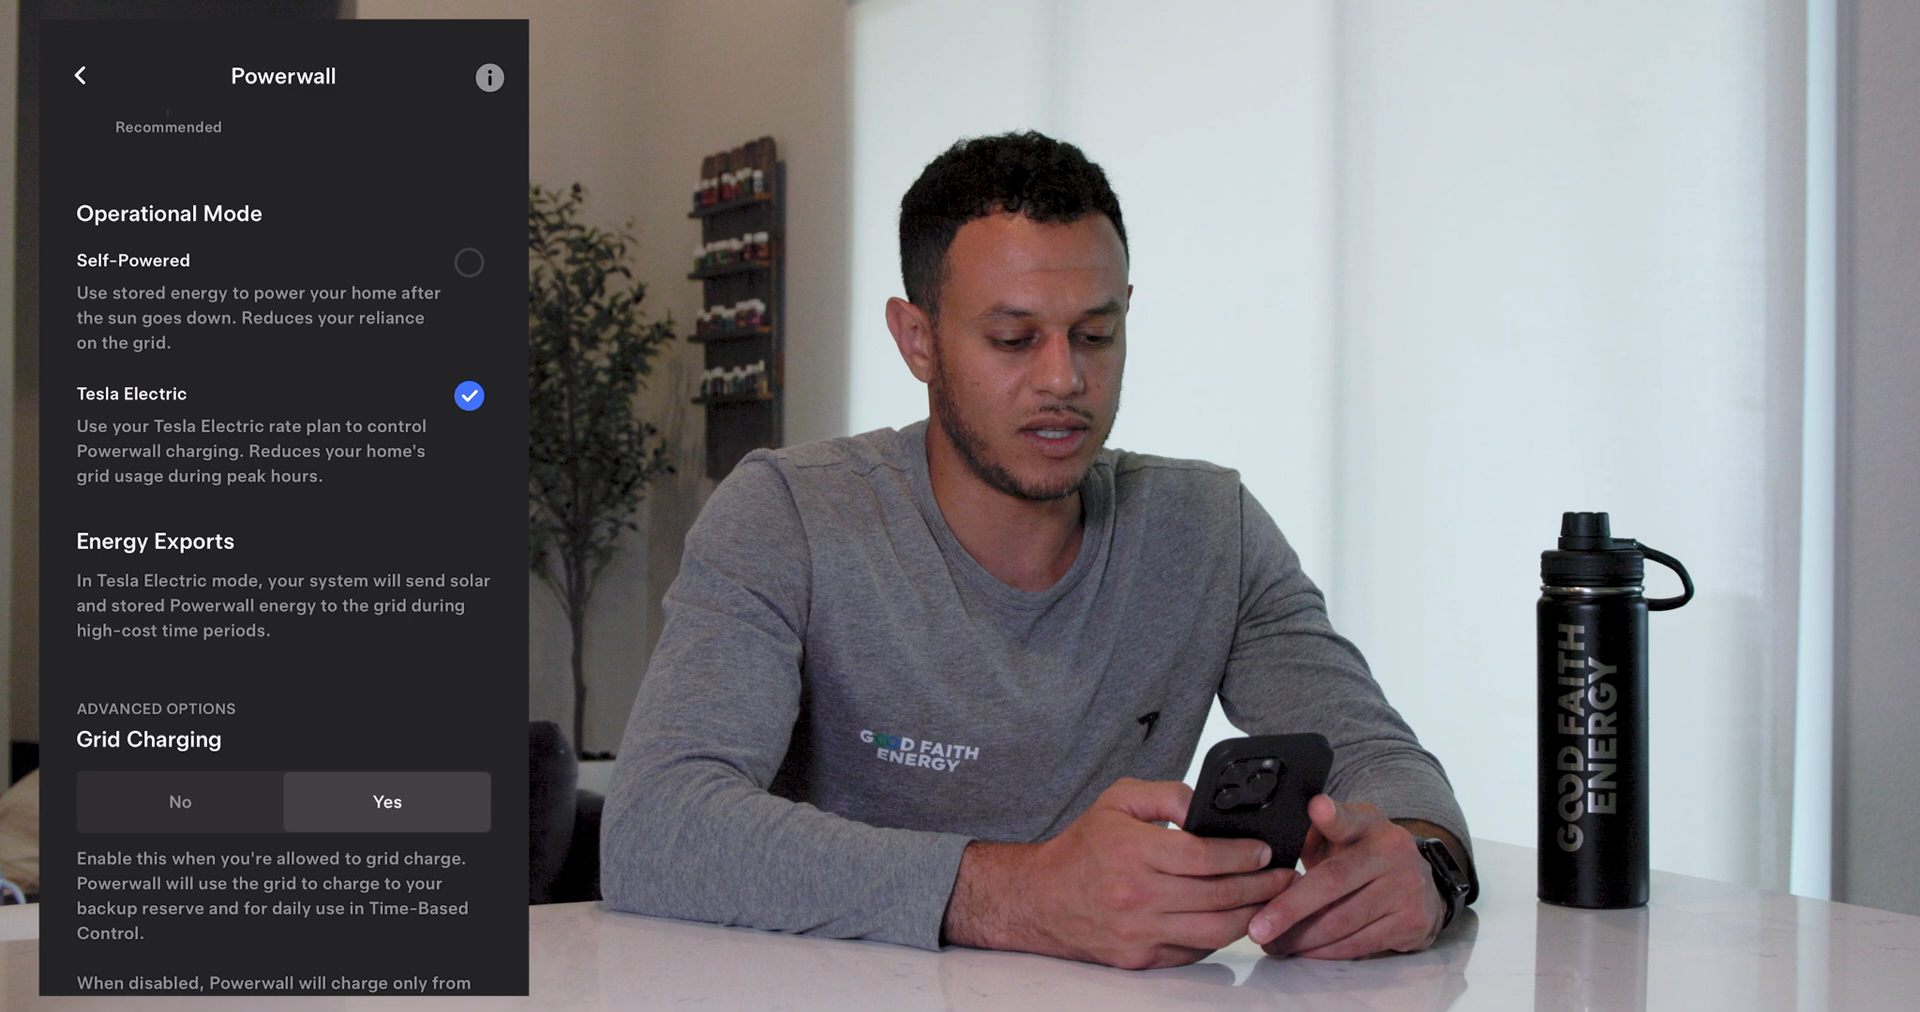 Powerwall
Recommended
Operational Mode
Self-Powered
Use stored energy to power your home after
the sun goes down. Reduces your reliance
on the grid.
Tesla Electric
Use your Tesla Electric rate plan to control
Powerwall charging. Reduces your home's
grid usage during peak hours.
Energy Exports
In Tesla Electric mode, your system will send solar
and stored Powerwall energy to the grid during
high-cost time periods.
ADVANCED OPTIONS
Grid Charging
No
Yes
Enable this when you're allowed to grid charge.
Powerwall will use the grid to charge to your
backup reserve and for daily use in Time-Based
Control.
When disabled, Powerwall will charge only from
GOOD FAITH
ENERGY
GOOD FAITH
ENERGY